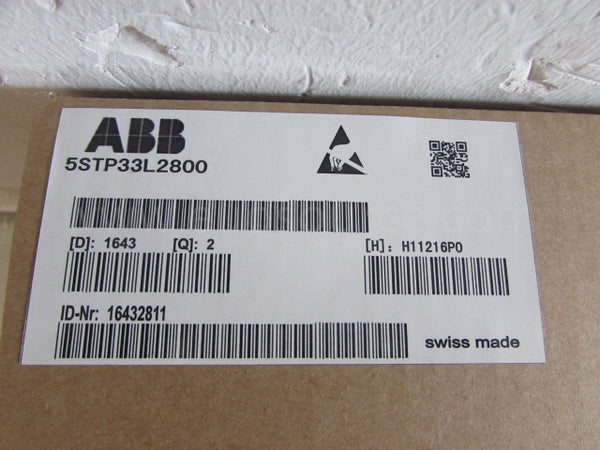 ABB
5STP33L2800
[D]: 1643 [Q]: 2 [H]: H11216P0
ID-Nr: 16432811
swiss made